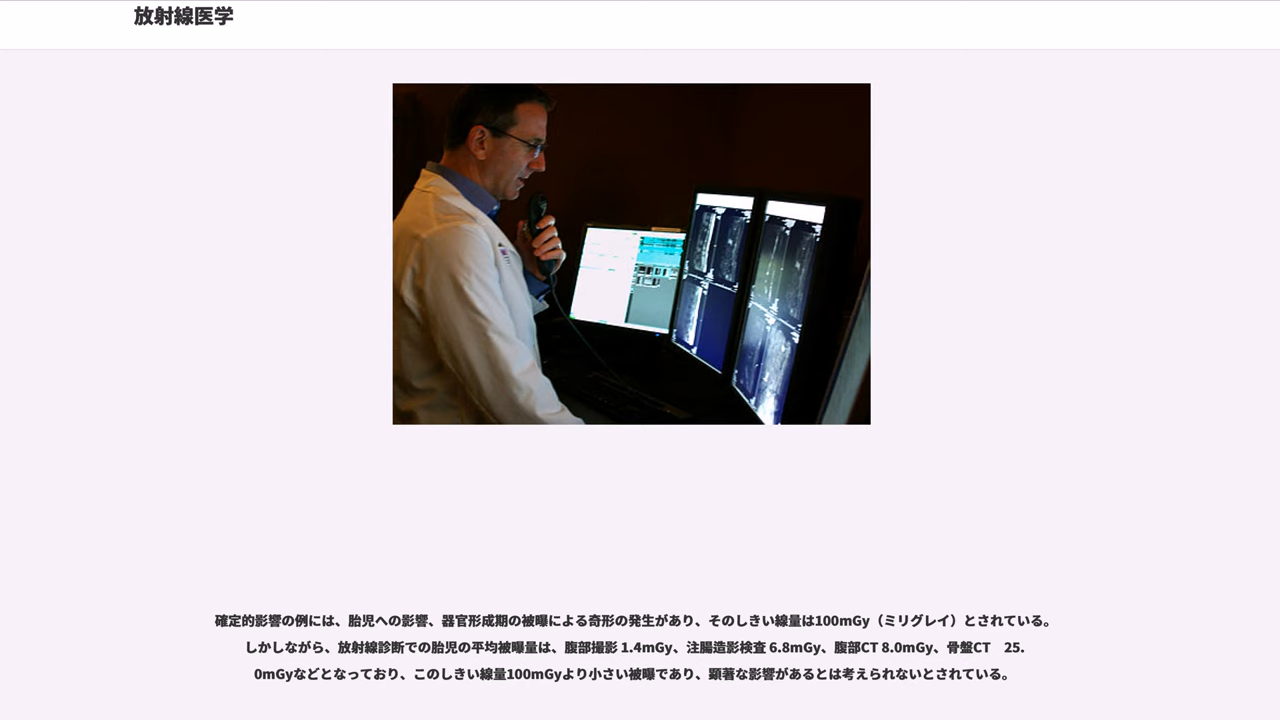 放射線医学
確定的影響の例には、胎児への影響、器官形成期の被曝による奇形の発生があり、そのしきい線量は100mGy（ミリグレイ）とされている。
しかしながら、放射線診断での胎児の平均被曝量は、腹部撮影 1.4mGy、注腸造影検査 6.8mGy、腹部CT 8.0mGy、骨盤CT　25.
0mGyなどとなっており、このしきい線量100mGyより小さい被曝であり、顕著な影響があるとは考えられないとされている。